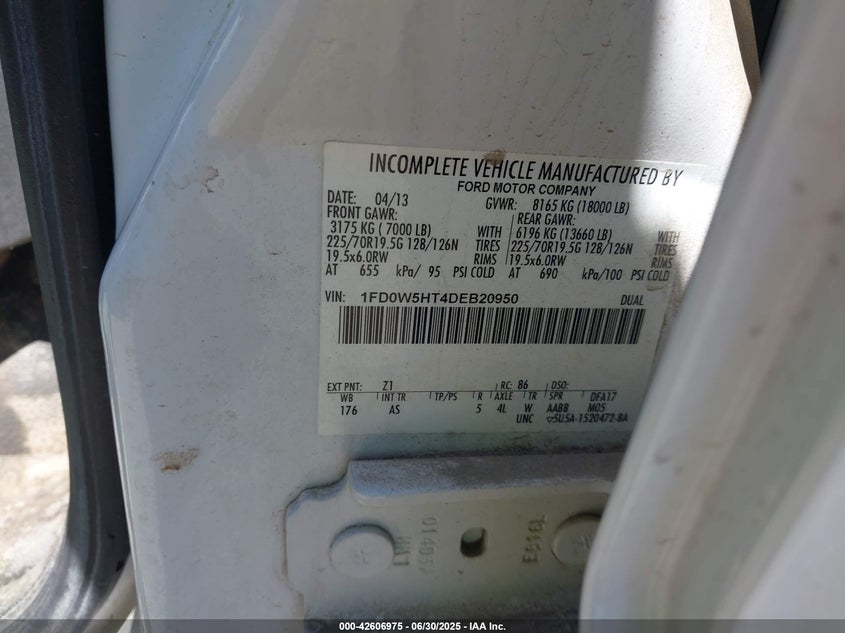 INCOMPLETE VEHICLE MANUFACTURED BY
FORD MOTOR COMPANY
DATE: 04/13 GVWR: 8165 KG (18000 LB)
FRONT GAWR: REAR GAWR:
3175 KG ( 7000 LB) WITH 6196 KG (13660 LB) WITH
225/70R19.5G 128/126N TIRES 225/70R19.5G 128/126N TIRES
19.5x6.0RW RIMS 19.5x6.0RW RIMS
AT 655 kPa/ 95 PSI COLD AT 690 kPa/100 PSI COLD
VIN: 1FD0W5HT4DEB20950 DUAL
EXT PNT: Z1 RC: 86 DSO:
WB INT TR TP/PS R AXLE TR SPR DFA17
176 AS 5 4L W AABB M05
UNC 5U5A-1520472-BA
000-42606975 - 06/30/2025 - IAA Inc.